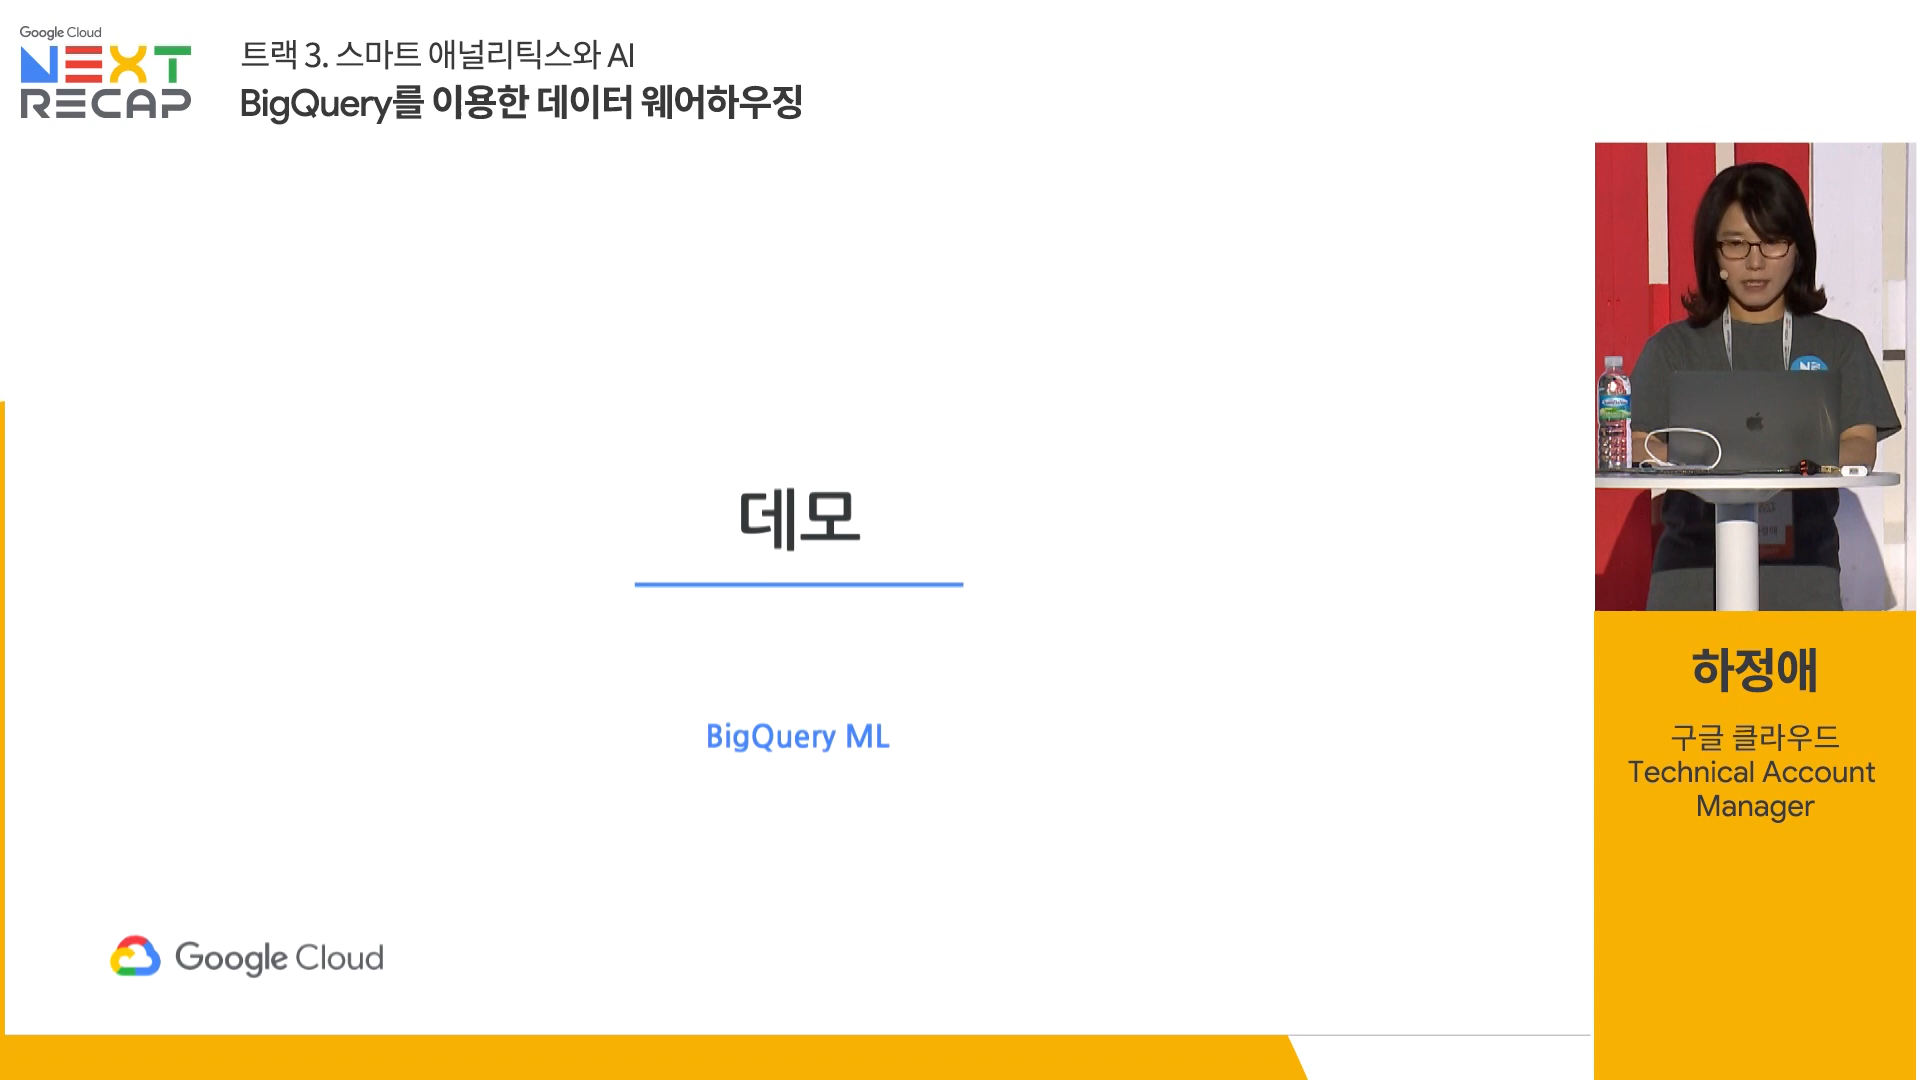 Google Cloud
NEXT
RECAP
트랙 3. 스마트 애널리틱스와 AI
BigQuery를 이용한 데이터 웨어하우징
데모
BigQuery ML
Google Cloud
하정애
구글 클라우드
Technical Account
Manager